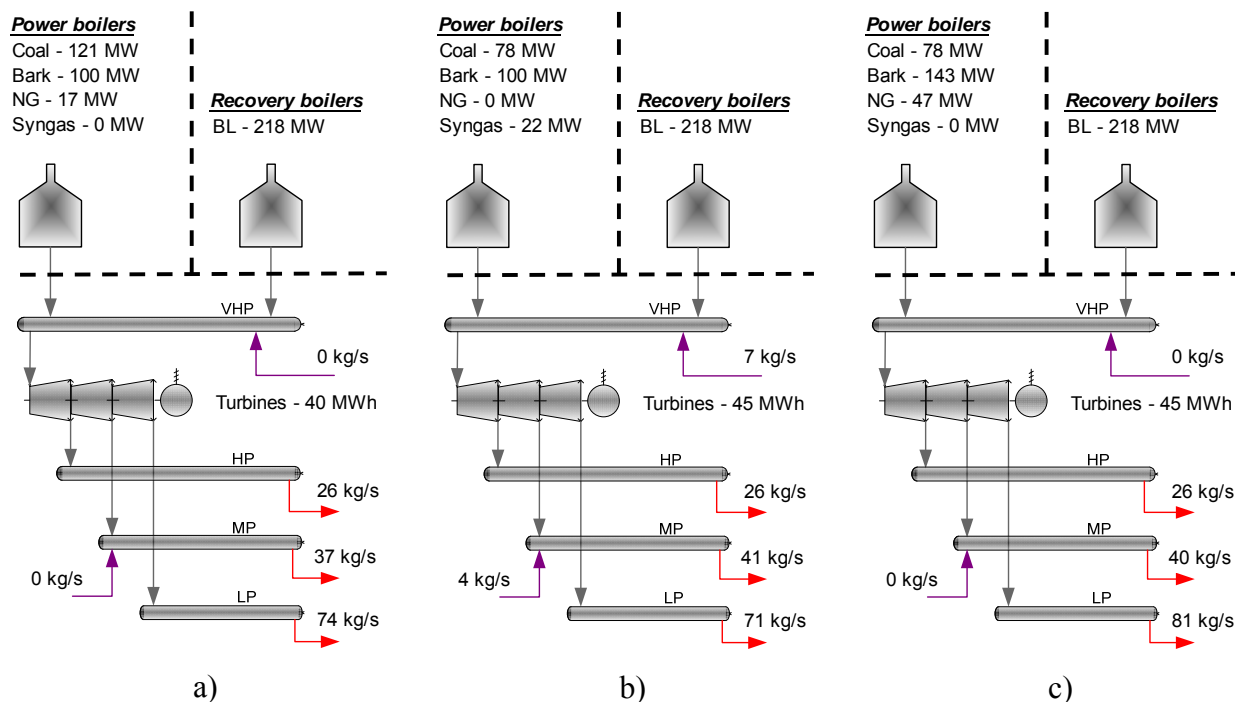 Power boilers
Coal - 121 MW
Bark - 100 MW
NG - 17 MW
Syngas - 0 MW
Recovery boilers
BL - 218 MW
VHP
0 kg/s
Turbines - 40 MWh
HP
26 kg/s
MP
37 kg/s
0 kg/s
LP
74 kg/s
a)
Power boilers
Coal - 78 MW
Bark - 100 MW
NG - 0 MW
Syngas - 22 MW
Recovery boilers
BL - 218 MW
VHP
7 kg/s
Turbines - 45 MWh
HP
26 kg/s
MP
41 kg/s
4 kg/s
LP
71 kg/s
b)
Power boilers
Coal - 78 MW
Bark - 143 MW
NG - 47 MW
Syngas - 0 MW
Recovery boilers
BL - 218 MW
VHP
0 kg/s
Turbines - 45 MWh
HP
26 kg/s
MP
40 kg/s
0 kg/s
LP
81 kg/s
c)